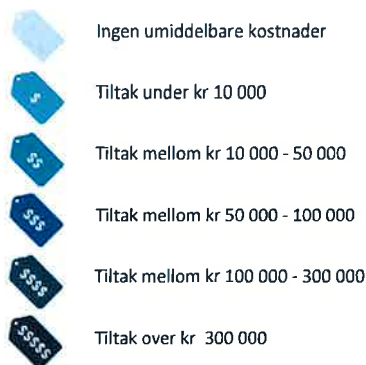 Ingen umiddelbare kostnader
$
Tiltak under kr 10 000
$$
Tiltak mellom kr 10 000 - 50 000
$$$
Tiltak mellom kr 50 000 - 100 000
$$$$
Tiltak mellom kr 100 000 - 300 000
$$$$$
Tiltak over kr 300 000